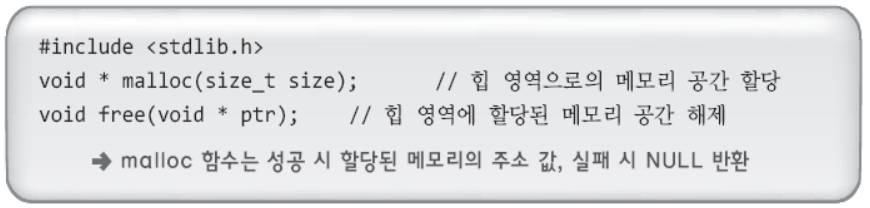 #include <stdlib.h>
void * malloc(size_t size);    // 힙 영역으로의 메모리 공간 할당
void free(void * ptr);    // 힙 영역에 할당된 메모리 공간 해제
➔ malloc 함수는 성공 시 할당된 메모리의 주소 값, 실패 시 NULL 반환